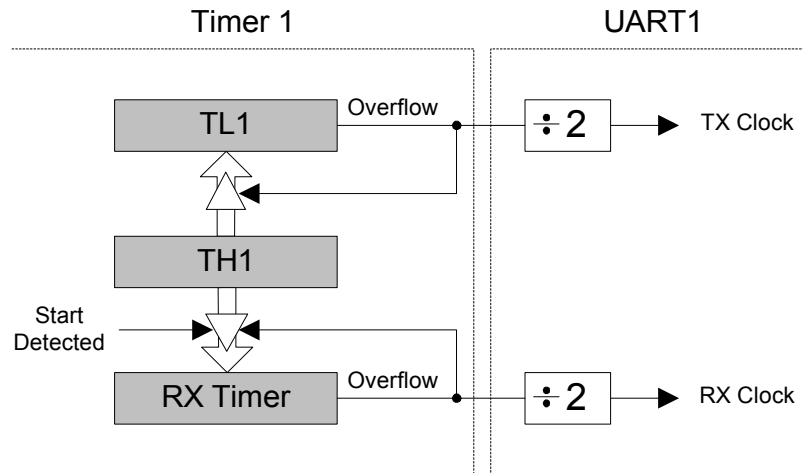 Timer 1
UART1
TL1
Overflow
÷ 2
TX Clock
TH1
Start
Detected
RX Timer
Overflow
÷ 2
RX Clock